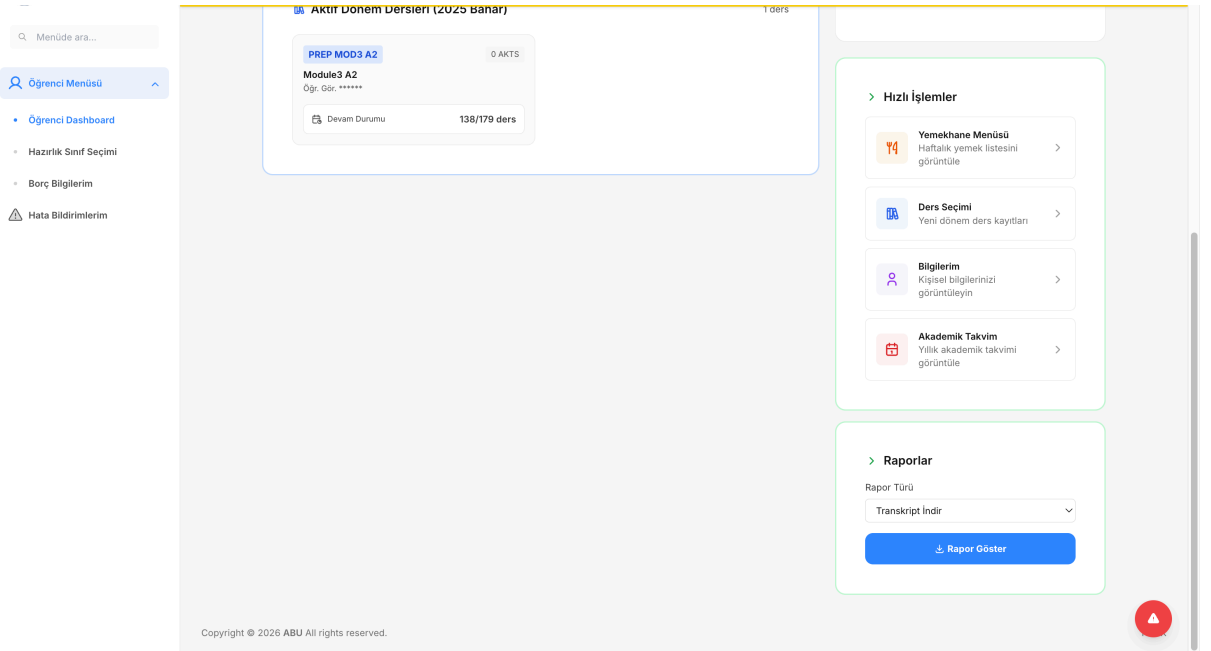 Menüde ara...
Öğrenci Menüsü
Öğrenci Dashboard
Hazırlık Sınıf Seçimi
Borç Bilgilerim
Hata Bildirimlerim
Aktif Dönem Dersleri (2025 Bahar)
1 ders
PREP MOD3 A2
0 AKTS
Module3 A2
Öğr. Gör. ******
Devam Durumu
138/179 ders
Hızlı İşlemler
Yemekhane Menüsü
Haftalık yemek listesini
görüntüle
Ders Seçimi
Yeni dönem ders kayıtları
Bilgilerim
Kişisel bilgilerinizi
görüntüleyin
Akademik Takvim
Yıllık akademik takvimi
görüntüle
Raporlar
Rapor Türü
Transkript İndir
Rapor Göster
Copyright © 2026 ABU All rights reserved.